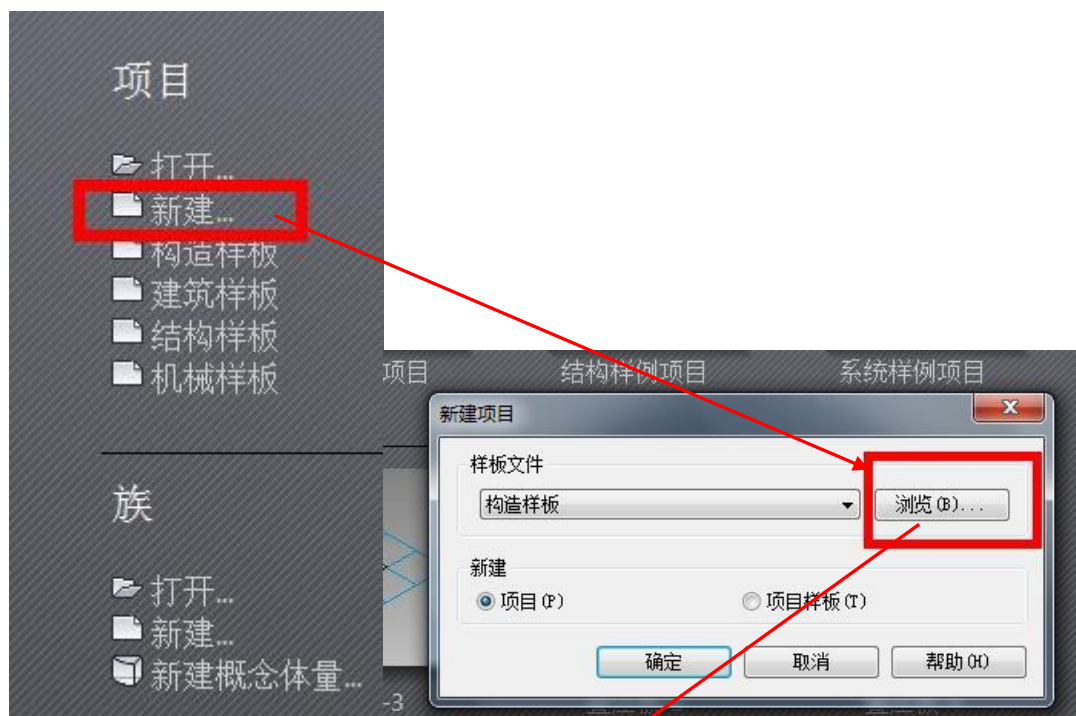 项目
打开...
新建...
构造样板
建筑样板
结构样板
机械样板
族
打开...
新建...
新建概念体量...
项目
结构样例项目
系统样例项目
新建项目
样板文件
构造样板
浏览(B)...
新建
项目(P)
项目样板(T)
确定
取消
帮助(H)
-3